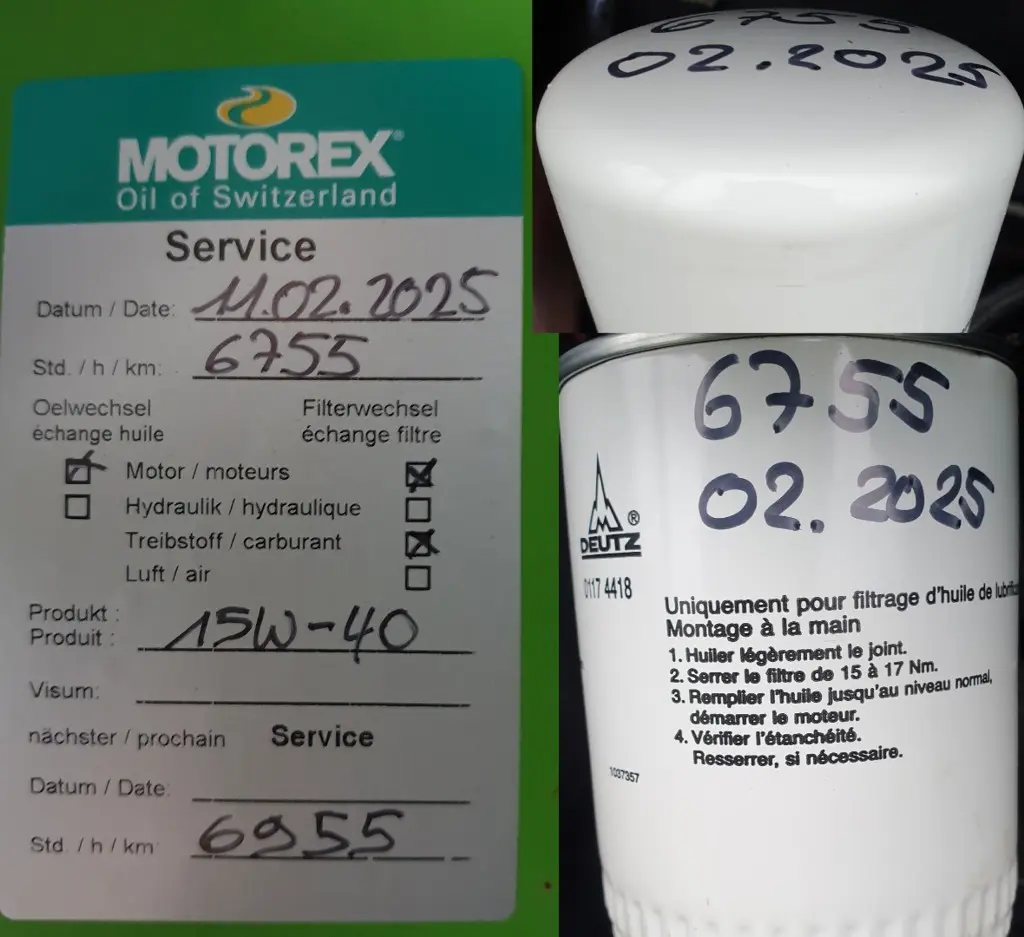 MOTOREX®
Oil of Switzerland
Service
Datum / Date: 11.02.2025
Std. / h / km: 6755
Oelwechsel Filterwechsel
échange huile échange filtre
Motor / moteurs
Hydraulik / hydraulique
Treibstoff / carburant
Luft / air
Produkt :
Produit : 15W-40
Visum:
nächster / prochain Service
Datum / Date:
Std. / h / km 6955
6755
02.2025
6755
02.2025
DEUTZ®
0117 4418
Uniquement pour filtrage d'huile de
Montage à la main
1. Huiler légèrement le joint.
2. Serrer le filtre de 15 à 17 Nm.
3. Remplier l'huile jusqu'au niveau normal,
démarrer le moteur.
4. Vérifier l'étanchéité.
Resserrer, si nécessaire.
1037357